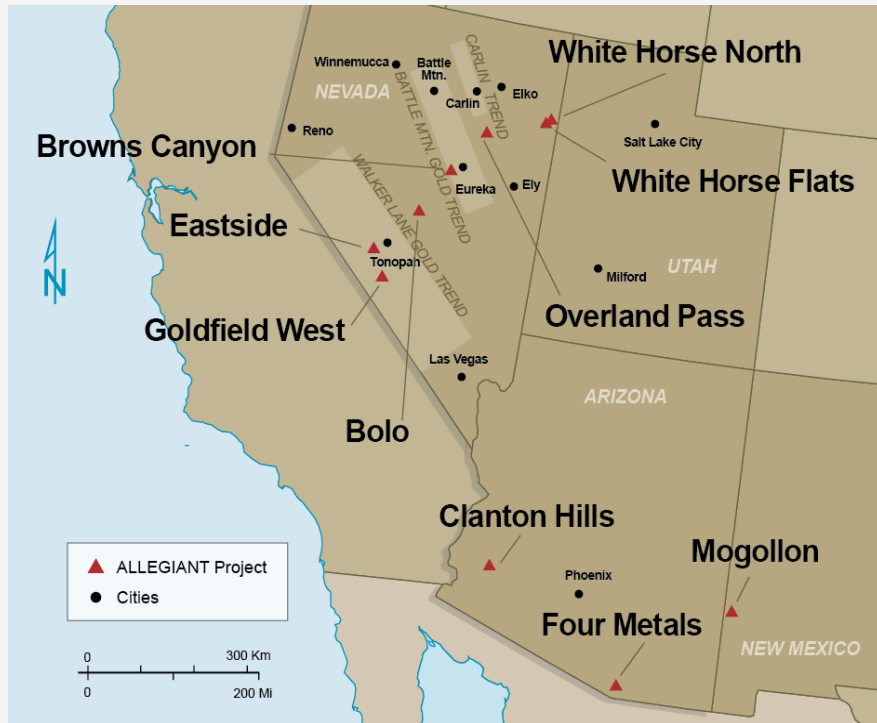 White Horse North
Winnemucca
Battle
Mtn.
CARLIN TREND
NEVADA
Carlin
Elko
BATTLE MTN. GOLD TREND
Reno
Salt Lake City
Browns Canyon
WALKER LANE GOLD TREND
Eureka
Ely
White Horse Flats
Eastside
Tonopah
UTAH
Milford
Goldfield West
Overland Pass
Las Vegas
ARIZONA
Bolo
Clanton Hills
N
ALLEGIANT Project
Cities
Phoenix
Mogollon
Four Metals
NEW MEXICO
0 300 Km
0 200 Mi